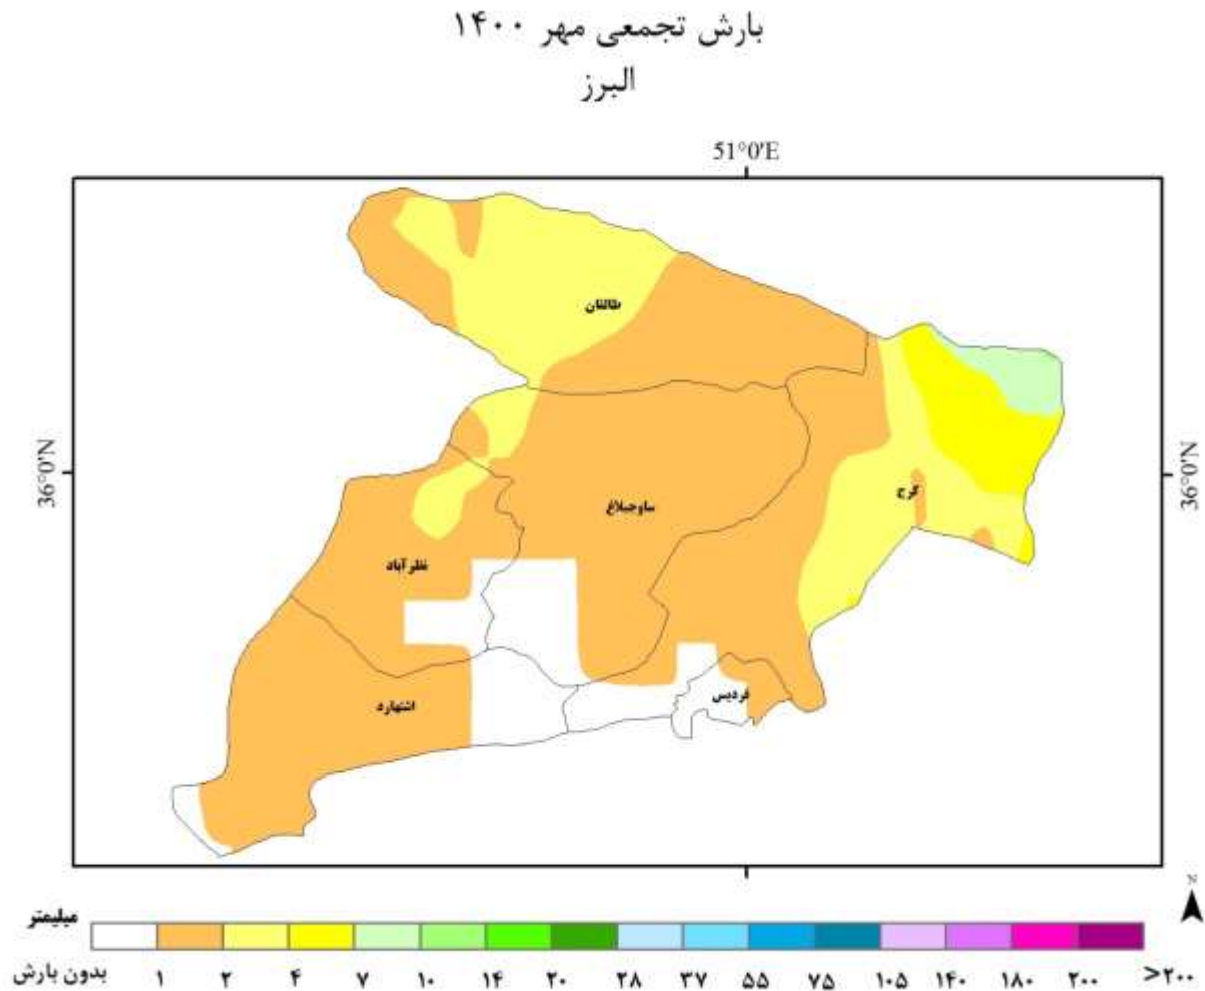 بارش تجمعی مهر ۱۴۰۰
البرز
51°0'E
36°0'N
36°0'N
طالقان
کرج
ساوجبلاغ
نظرآباد
فردیس
اشتهارد
N
میلیمتر
بدون بارش ۱ ۲ ۴ ۷ ۱۰ ۱۴ ۲۰ ۲۸ ۳۷ ۵۵ ۷۵ ۱۰۵ ۱۴۰ ۱۸۰ ۲۰۰ >۲۰۰